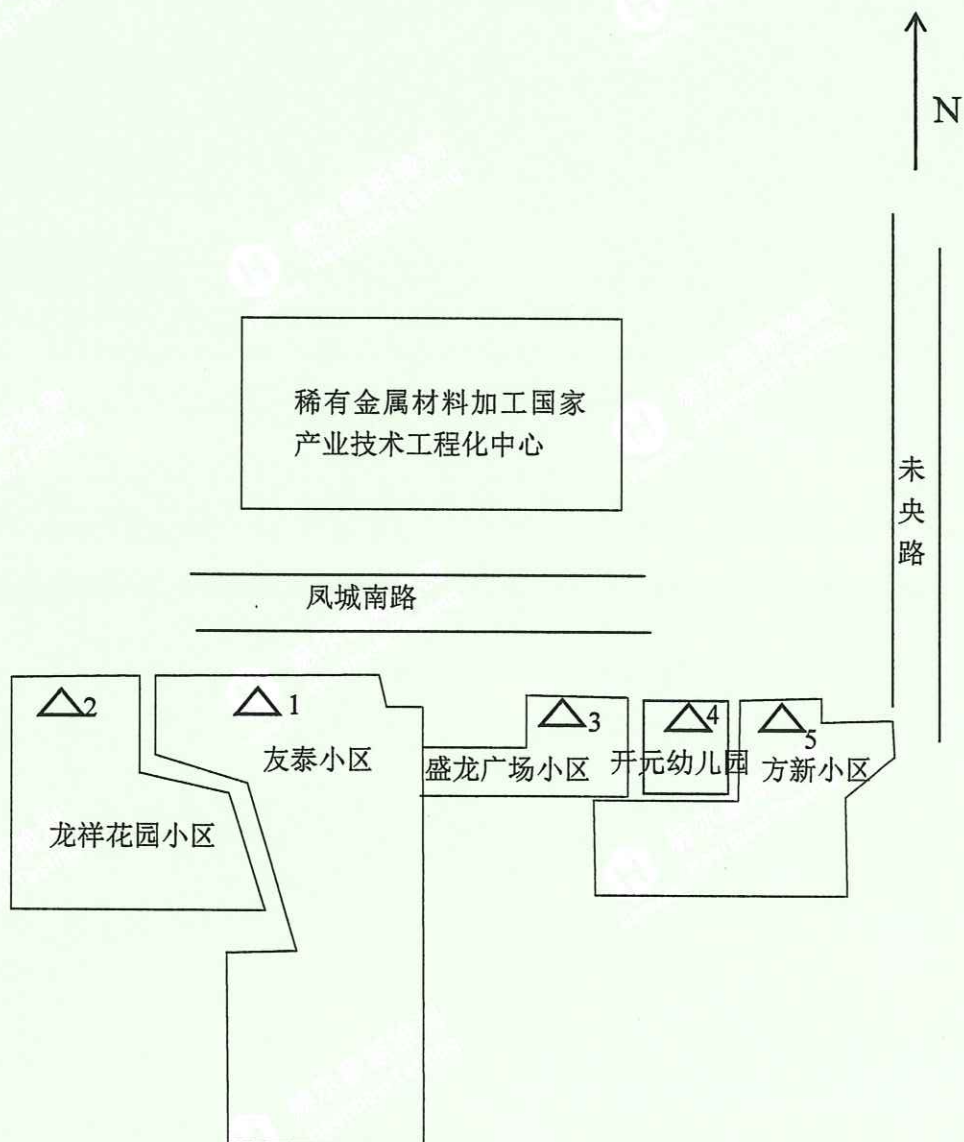 N
稀有金属材料加工国家
产业技术工程化中心
未央路
凤城南路
2
1
3
4
5
友泰小区
盛龙广场小区
开元幼儿园
方新小区
龙祥花园小区